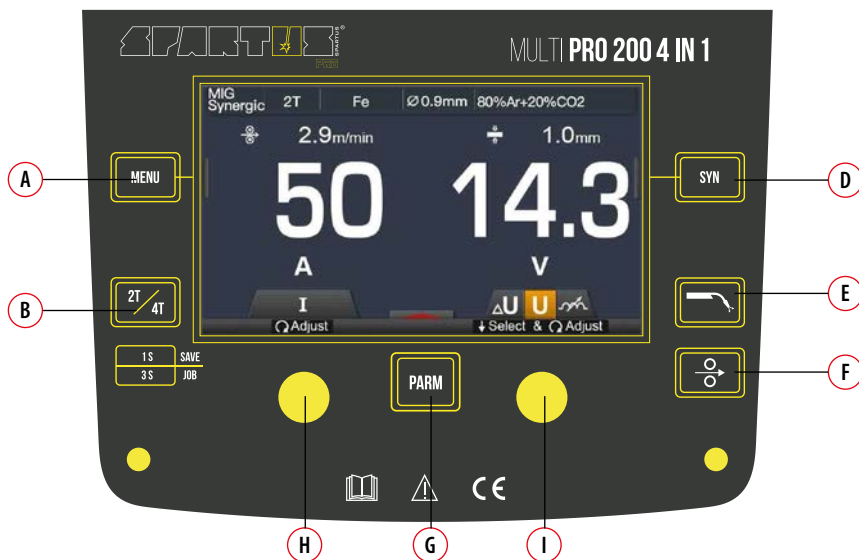 SPARTUS®
SPARTUS
PRO
MULTI PRO 200 4 IN 1
MIG Synergic 2T Fe Ø0.9mm 80%Ar+20%CO2
2.9m/min 1.0mm
50 14.3
A V
I ΔU U
Adjust Select & Adjust
A MENU SYN D
B 2T/4T E
1 S SAVE
3 S JOB
F
PARM
CE
H G I